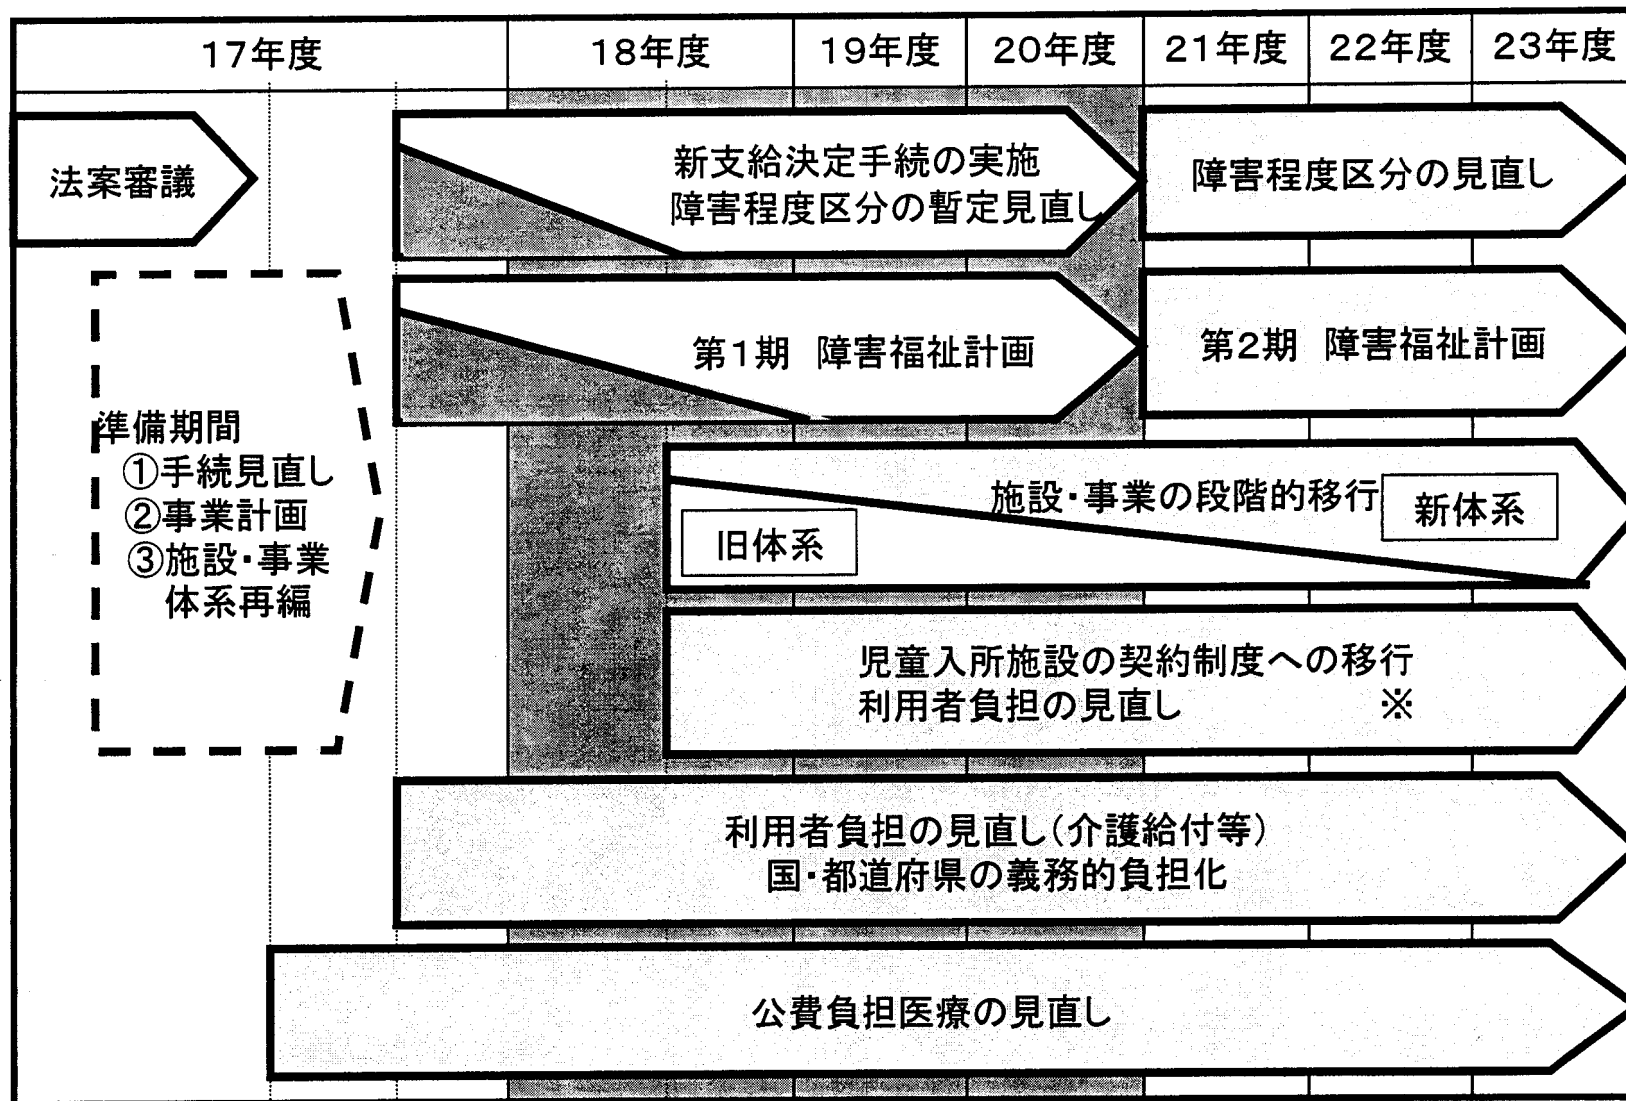 17年度
18年度
19年度
20年度
21年度
22年度
23年度
法案審議
新支給決定手続の実施
障害程度区分の暫定見直し
障害程度区分の見直し
第1期 障害福祉計画
第2期 障害福祉計画
準備期間
①手続見直し
②事業計画
③施設・事業
体系再編
施設・事業の段階的移行
新体系
旧体系
児童入所施設の契約制度への移行
利用者負担の見直し ※
利用者負担の見直し(介護給付等)
国・都道府県の義務的負担化
公費負担医療の見直し